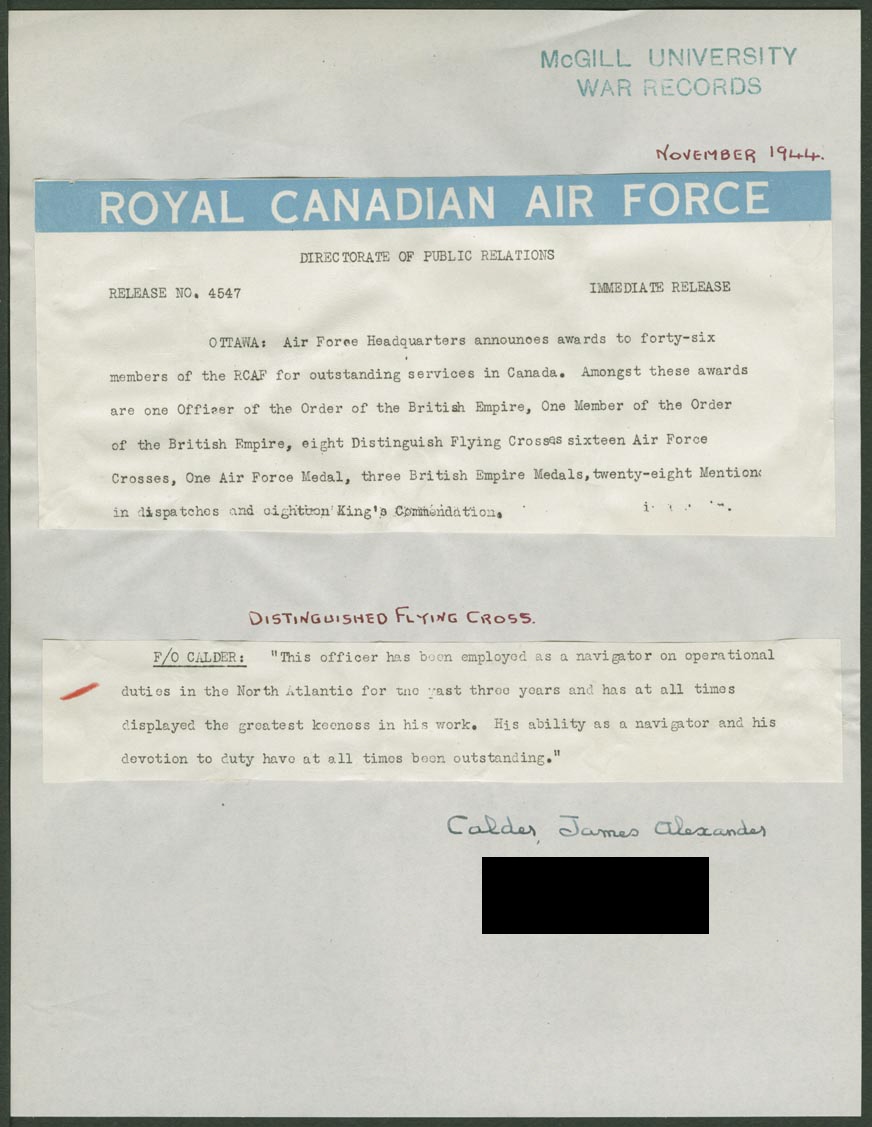 McGILL UNIVERSITY
WAR RECORDS
NOVEMBER 1944.
ROYAL CANADIAN AIR FORCE
DIRECTORATE OF PUBLIC RELATIONS
RELEASE NO. 4547 IMMEDIATE RELEASE
OTTAWA: Air Force Headquarters announces awards to forty-six
members of the RCAF for outstanding services in Canada. Amongst these awards
are one Officer of the Order of the British Empire, One Member of the Order
of the British Empire, eight Distinguish Flying Crosses sixteen Air Force
Crosses, One Air Force Medal, three British Empire Medals, twenty-eight Mention
in dispatches and King's Commendation.
DISTINGUISHED FLYING CROSS.
F/O CALDER: "This officer has been employed as a navigator on operational
duties in the North Atlantic for the past three years and has at all times
displayed the greatest keeness in his work. His ability as a navigator and his
devotion to duty have at all times been outstanding."
Calder, James Alexander